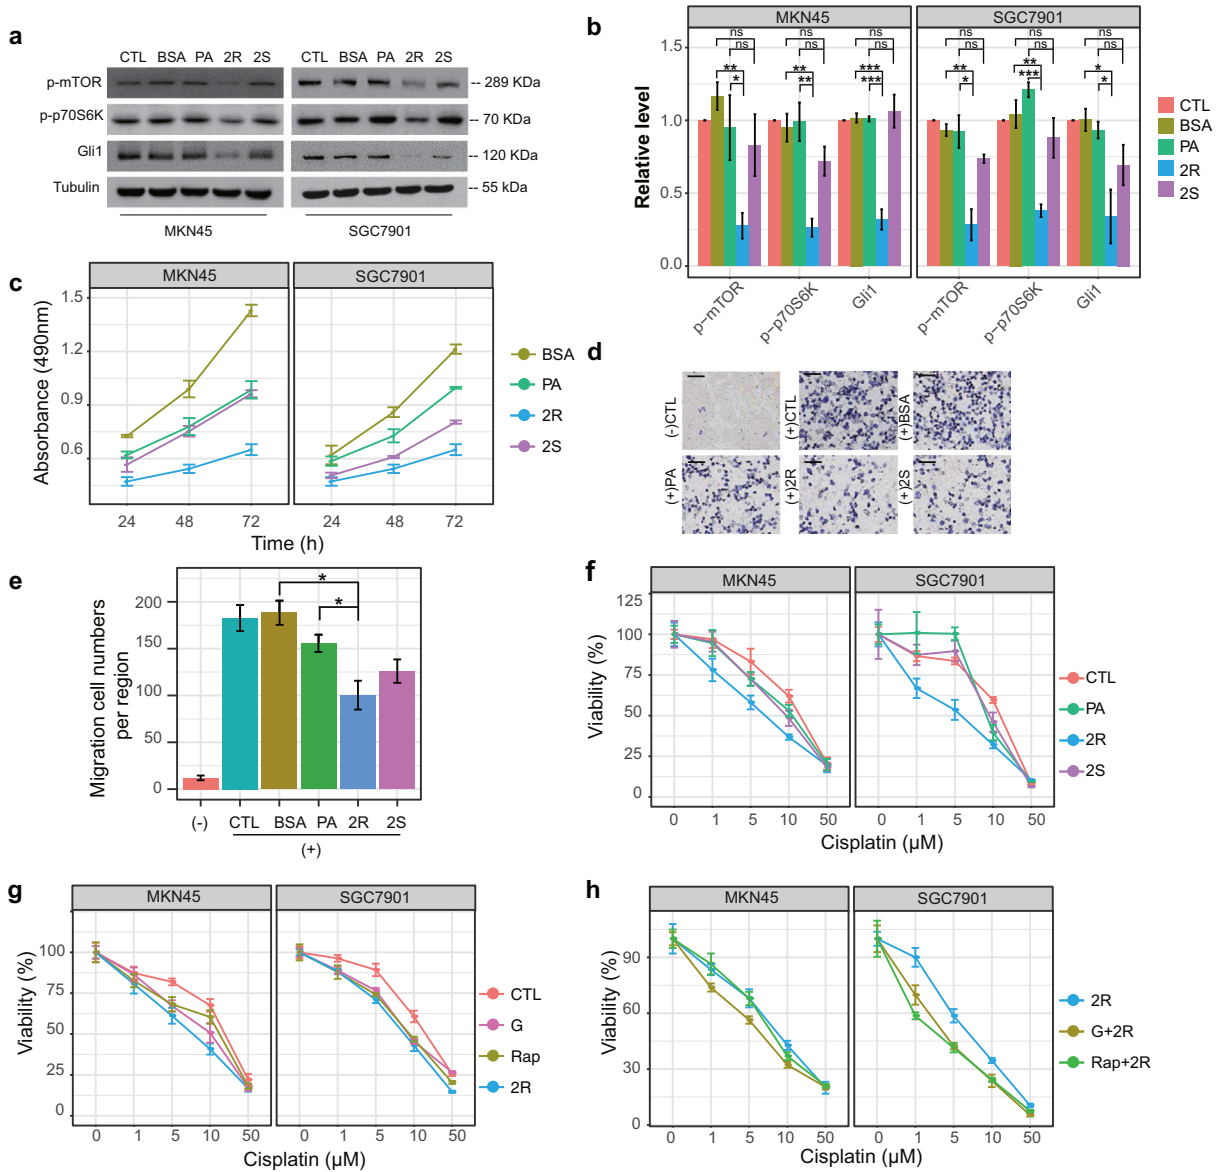 a
CTL BSA PA 2R 2S CTL BSA PA 2R 2S
p-mTOR -- 289 KDa
p-p70S6K -- 70 KDa
Gli1 -- 120 KDa
Tubulin -- 55 kDa
MKN45 SGC7901
b
MKN45 SGC7901
ns ns ns ns ns ns
ns ns ns ns ns ns
** ** *** ** ** *
* ** *** * *** *
Relative level
1.5
1.0
0.5
0.0
p-mTOR p-p70S6K Gli1 p-mTOR p-p70S6K Gli1
CTL
BSA
PA
2R
2S
c
MKN45 SGC7901
Absorbance (490nm)
1.5
1.2
0.9
0.6
24 48 72 24 48 72
Time (h)
BSA
PA
2R
2S
d
(-)CTL (+)CTL (+)BSA
(+)PA (+)2R (+)2S
e
Migration cell numbers
per region
200
150
100
50
0
*
*
(-) CTL BSA PA 2R 2S
(+)
f
MKN45 SGC7901
Viability (%)
125
100
75
50
25
0
0 1 5 10 50 0 1 5 10 50
Cisplatin (µM)
CTL
PA
2R
2S
g
MKN45 SGC7901
Viability (%)
100
75
50
25
0
0 1 5 10 50 0 1 5 10 50
Cisplatin (µM)
CTL
G
Rap
2R
h
MKN45 SGC7901
Viability (%)
90
60
30
0
0 1 5 10 50 0 1 5 10 50
Cisplatin (µM)
2R
G+2R
Rap+2R